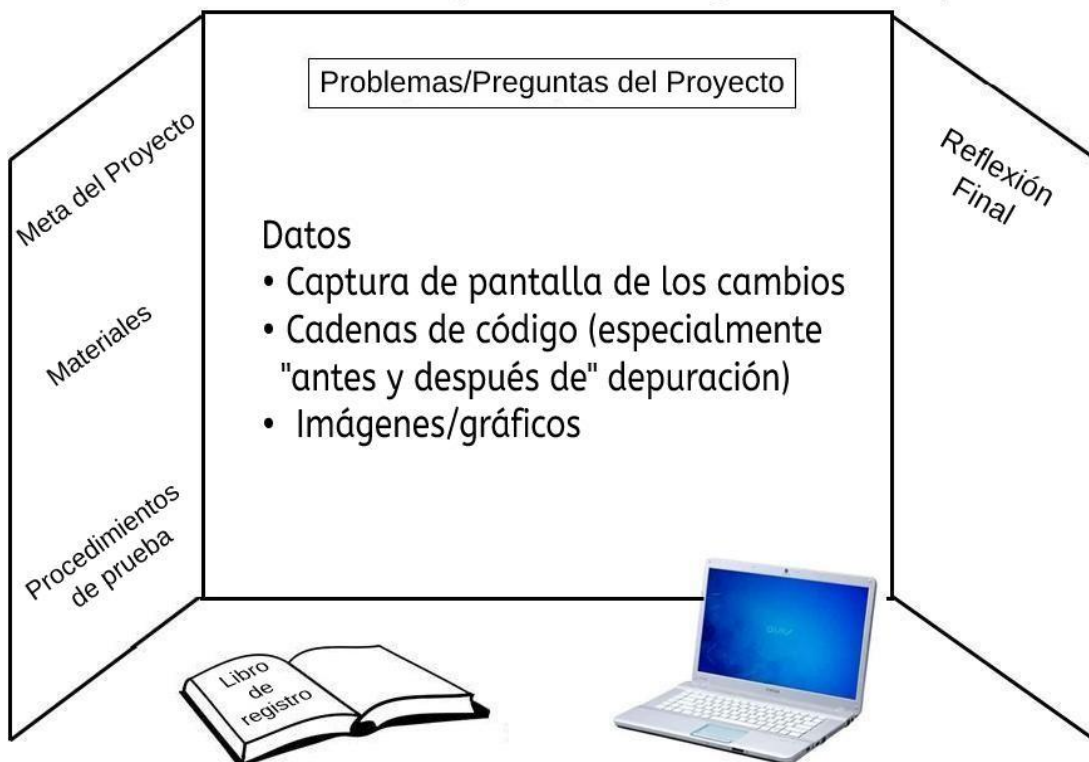 Problemas/Preguntas del Proyecto
Meta del Proyecto
Materiales
Procedimientos
de prueba
Datos
• Captura de pantalla de los cambios
• Cadenas de código (especialmente
"antes y después de" depuración)
• Imágenes/gráficos
Reflexión
Final
Libro
de
registro